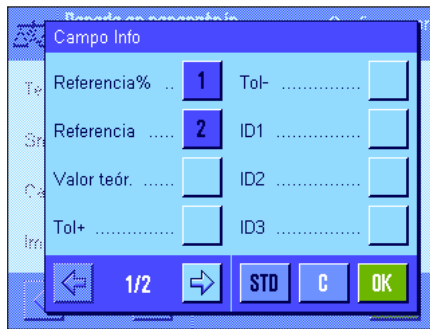 Campo Info
Referencia% .. 1
Referencia ..... 2
Valor teór. ......
Tol+ ..............
Tol- ...............
ID1 ................
ID2 ................
ID3 ................
1/2
STD C OK